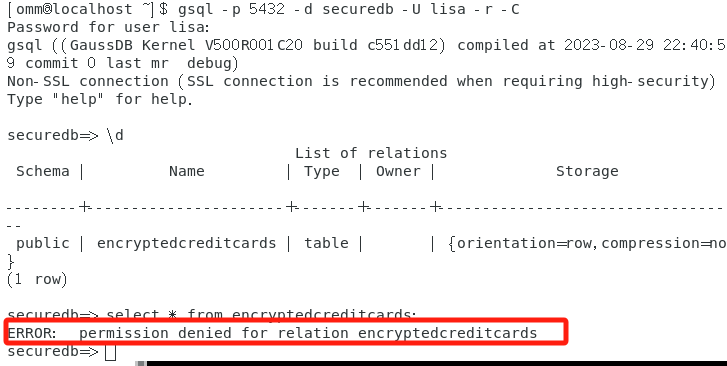 [omm@localhost ~]$ gsql -p 5432 -d securedb -U lisa -r -C
Password for user lisa:
gsql ((GaussDB Kernel V500R001C20 build c551dd12) compiled at 2023-08-29 22:40:5
9 commit 0 last mr  debug)
Non-SSL connection (SSL connection is recommended when requiring high-security)
Type "help" for help.
securedb=> \d
List of relations
Schema | Name | Type | Owner | Storage
--------+----------------------+-------+-------+--------------------------------
--
public | encryptedcreditcards | table | | {orientation=row,compression=no
}
(1 row)
securedb=> select * from encryptedcreditcards;
ERROR:  permission denied for relation encryptedcreditcards
securedb=>